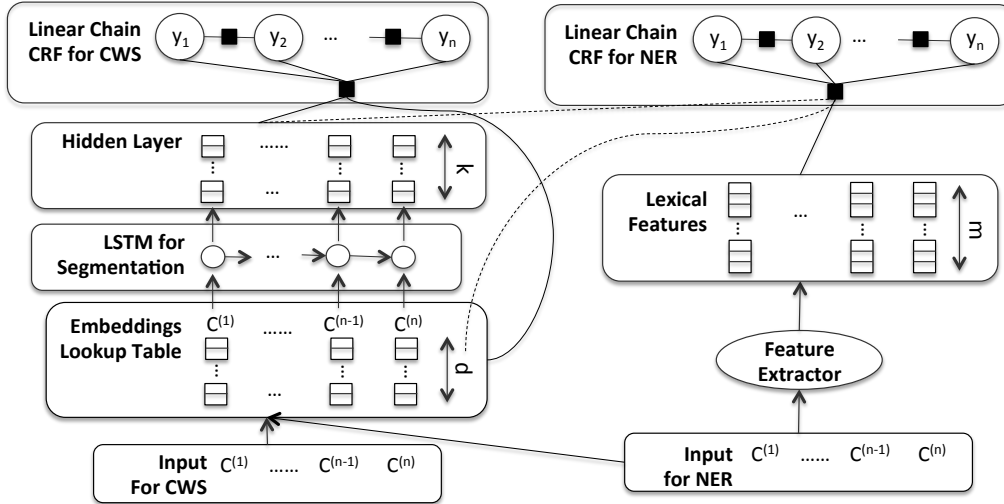 Linear Chain
CRF for CWS
y1 y2 ... yn
Linear Chain
CRF for NER
y1 y2 ... yn
Hidden Layer
......
...
k
LSTM for
Segmentation
...
Embeddings
Lookup Table
C(1) ...... C(n-1) C(n)
...
d
Input
For CWS
C(1) ...... C(n-1) C(n)
Lexical
Features
...
m
Feature
Extractor
Input
for NER
C(1) ...... C(n-1) C(n)